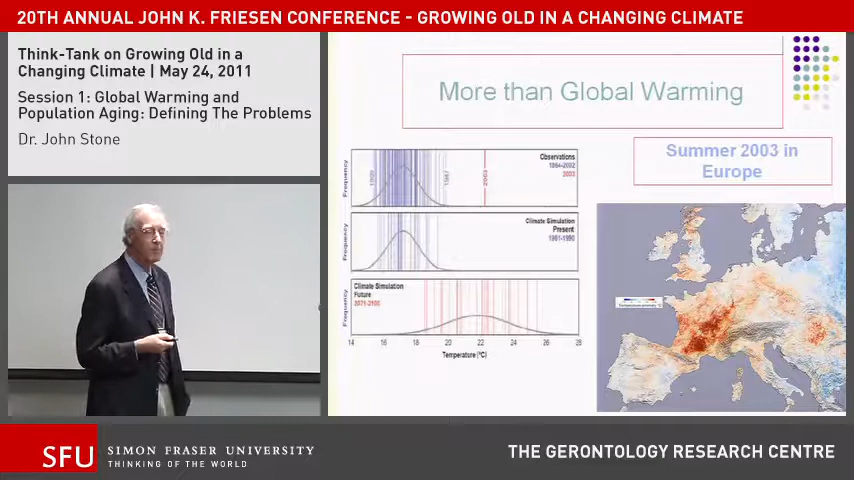 20TH ANNUAL JOHN K. FRIESEN CONFERENCE - GROWING OLD IN A CHANGING CLIMATE
Think-Tank on Growing Old in a
Changing Climate | May 24, 2011
Session 1: Global Warming and
Population Aging: Defining The Problems
Dr. John Stone
More than Global Warming
Summer 2003 in
Europe
Frequency
Observations
1864-2002
2003
1909
1947
2003
Frequency
Climate Simulation
Present
1961-1990
Frequency
Climate Simulation
Future
2071-2100
14 16 18 20 22 24 26 28
Temperature (°C)
SFU
SIMON FRASER UNIVERSITY
THINKING OF THE WORLD
THE GERONTOLOGY RESEARCH CENTRE